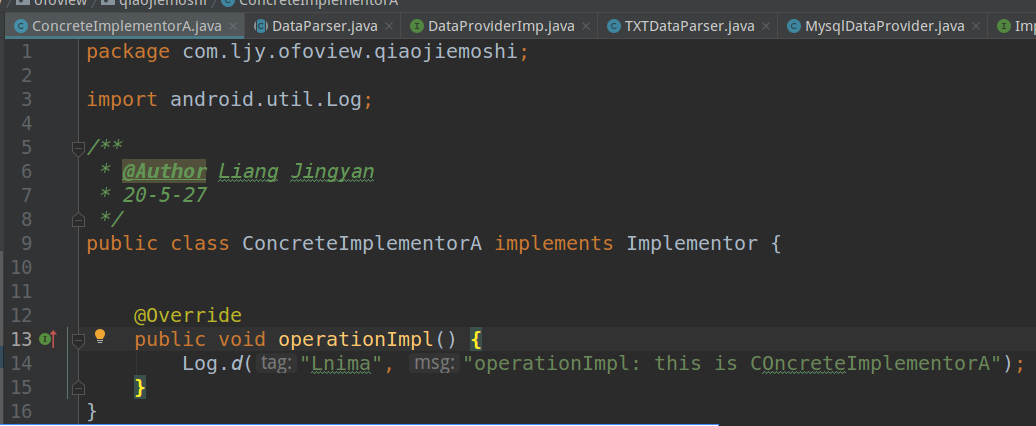 ofoview qiaojiemoshi ConcreteImplementorA
ConcreteImplementorA.java DataParser.java DataProviderImp.java TXTDataParser.java MysqlDataProvider.java
1 package com.ljy.ofoview.qiaojiemoshi;
2
3 import android.util.Log;
4
5 /**
6 * @Author Liang Jingyan
7 * 20-5-27
8 */
9 public class ConcreteImplementorA implements Implementor {
10
11
12 @Override
13 public void operationImpl() {
14 Log.d( tag: "Lnima", msg: "operationImpl: this is COncreteImplementorA");
15 }
16 }